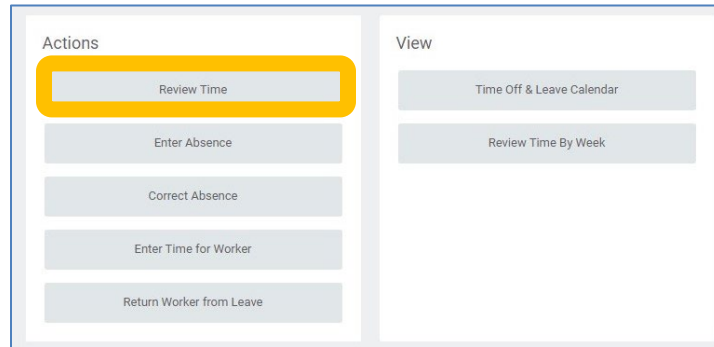 Actions
Review Time
Enter Absence
Correct Absence
Enter Time for Worker
Return Worker from Leave
View
Time Off & Leave Calendar
Review Time By Week